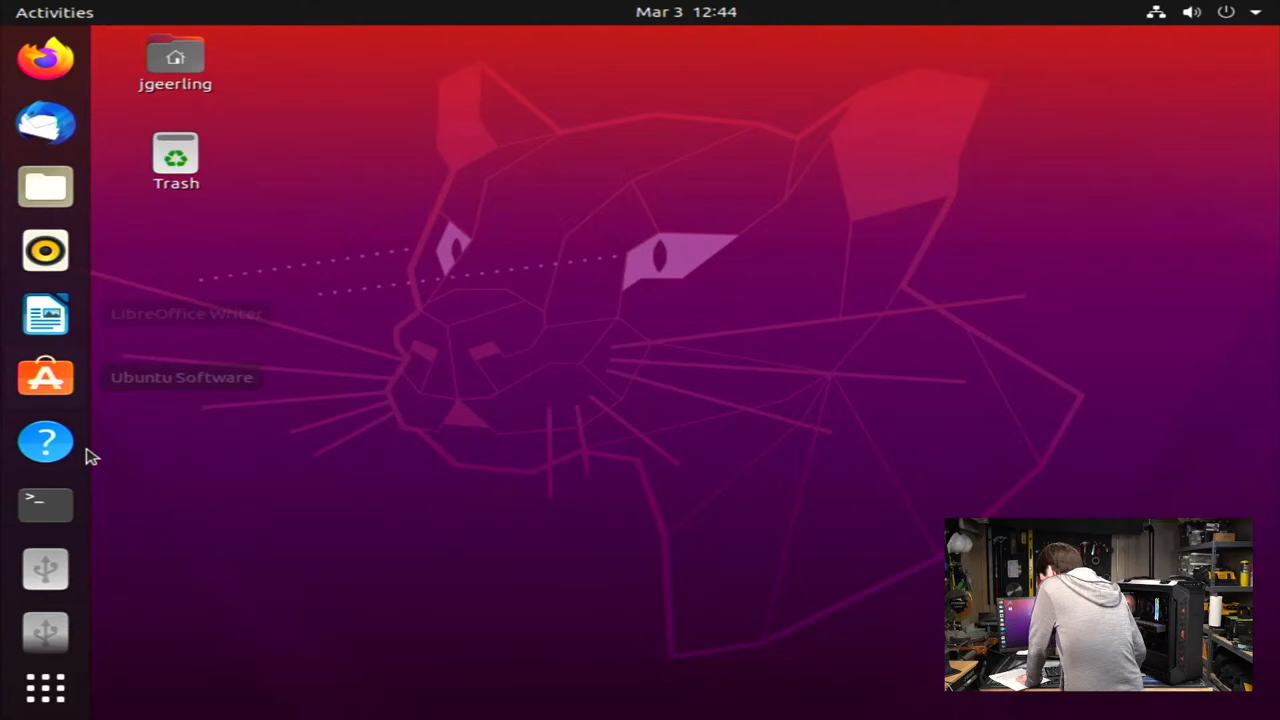 Activities
Mar 3 12:44
jgeerling
Trash
LibreOffice Writer
Ubuntu Software
?
>_